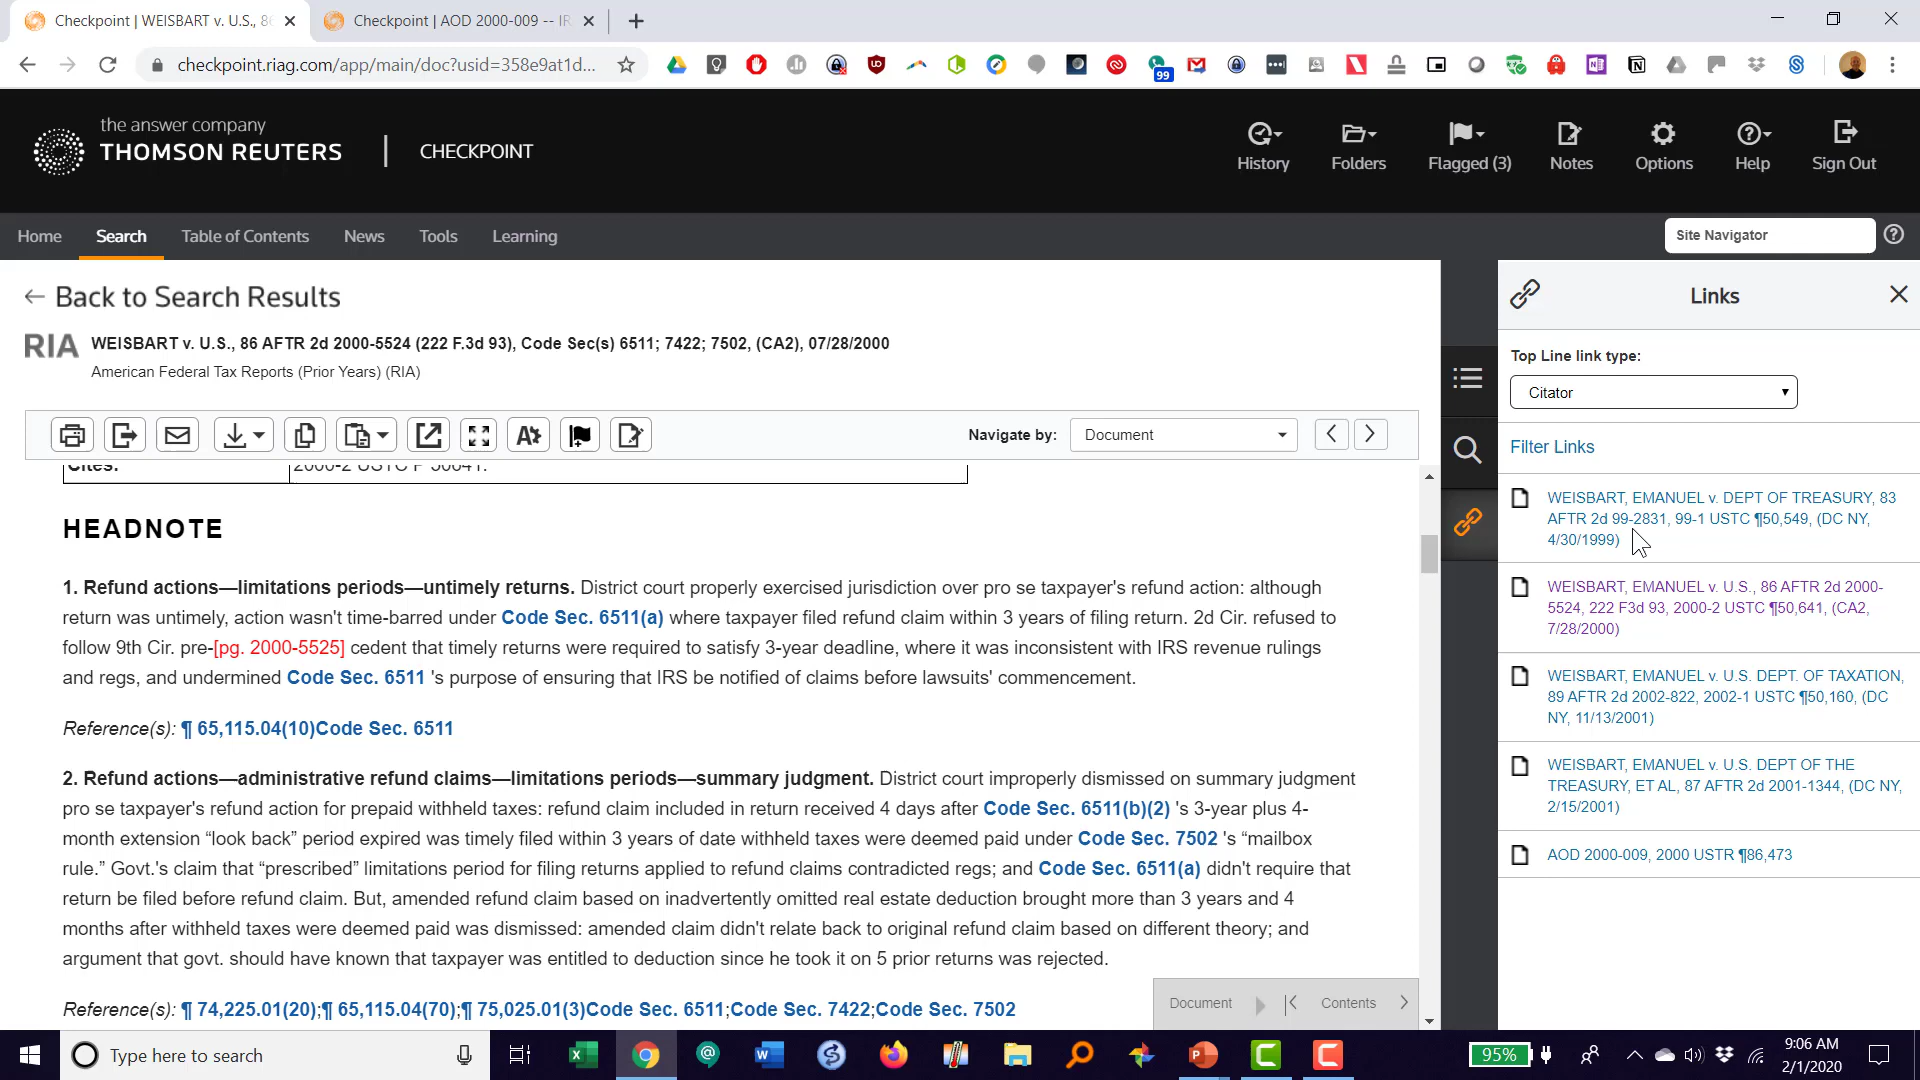 Checkpoint | WEISBART v. U.S., 86
Checkpoint | AOD 2000-009 -- IR
checkpoint.riag.com/app/main/doc?usid=358e9at1d...
99
the answer company
THOMSON REUTERS
CHECKPOINT
History
Folders
Flagged (3)
Notes
Options
Help
Sign Out
Home
Search
Table of Contents
News
Tools
Learning
Site Navigator
Back to Search Results
RIA
WEISBART v. U.S., 86 AFTR 2d 2000-5524 (222 F.3d 93), Code Sec(s) 6511; 7422; 7502, (CA2), 07/28/2000
American Federal Tax Reports (Prior Years) (RIA)
Navigate by:
Document
Cites:
2000-2 USTC P 50641.
HEADNOTE
1. Refund actions—limitations periods—untimely returns. District court properly exercised jurisdiction over pro se taxpayer's refund action: although
return was untimely, action wasn't time-barred under Code Sec. 6511(a) where taxpayer filed refund claim within 3 years of filing return. 2d Cir. refused to
follow 9th Cir. pre-[pg. 2000-5525] cedent that timely returns were required to satisfy 3-year deadline, where it was inconsistent with IRS revenue rulings
and regs, and undermined Code Sec. 6511 's purpose of ensuring that IRS be notified of claims before lawsuits' commencement.
Reference(s): ¶ 65,115.04(10)Code Sec. 6511
2. Refund actions—administrative refund claims—limitations periods—summary judgment. District court improperly dismissed on summary judgment
pro se taxpayer's refund action for prepaid withheld taxes: refund claim included in return received 4 days after Code Sec. 6511(b)(2) 's 3-year plus 4-
month extension “look back” period expired was timely filed within 3 years of date withheld taxes were deemed paid under Code Sec. 7502 's “mailbox
rule.” Govt.'s claim that “prescribed” limitations period for filing returns applied to refund claims contradicted regs; and Code Sec. 6511(a) didn't require that
return be filed before refund claim. But, amended refund claim based on inadvertently omitted real estate deduction brought more than 3 years and 4
months after withheld taxes were deemed paid was dismissed: amended claim didn't relate back to original refund claim based on different theory; and
argument that govt. should have known that taxpayer was entitled to deduction since he took it on 5 prior returns was rejected.
Reference(s): ¶ 74,225.01(20);¶ 65,115.04(70);¶ 75,025.01(3)Code Sec. 6511;Code Sec. 7422;Code Sec. 7502
Document
Contents
Links
Top Line link type:
Citator
Filter Links
WEISBART, EMANUEL v. DEPT OF TREASURY, 83
AFTR 2d 99-2831, 99-1 USTC ¶50,549, (DC NY,
4/30/1999)
WEISBART, EMANUEL v. U.S., 86 AFTR 2d 2000-
5524, 222 F3d 93, 2000-2 USTC ¶50,641, (CA2,
7/28/2000)
WEISBART, EMANUEL v. U.S. DEPT. OF TAXATION,
89 AFTR 2d 2002-822, 2002-1 USTC ¶50,160, (DC
NY, 11/13/2001)
WEISBART, EMANUEL v. U.S. DEPT OF THE
TREASURY, ET AL, 87 AFTR 2d 2001-1344, (DC NY,
2/15/2001)
AOD 2000-009, 2000 USTR ¶86,473
Type here to search
95%
9:06 AM
2/1/2020